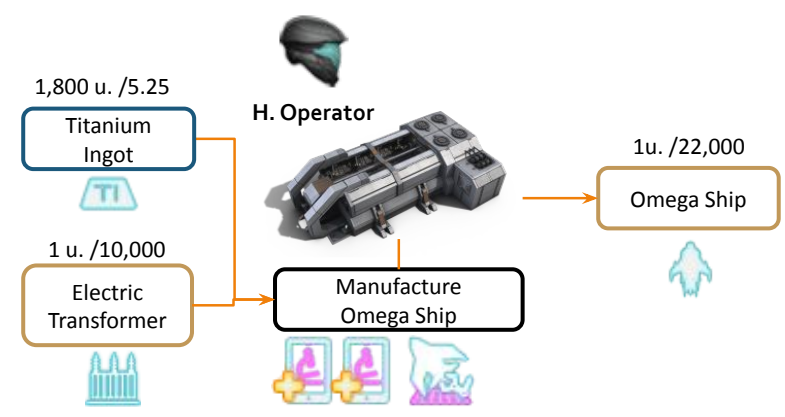 1,800 u. /5.25
Titanium
Ingot
TI
1 u. /10,000
Electric
Transformer
H. Operator
Manufacture
Omega Ship
1u. /22,000
Omega Ship